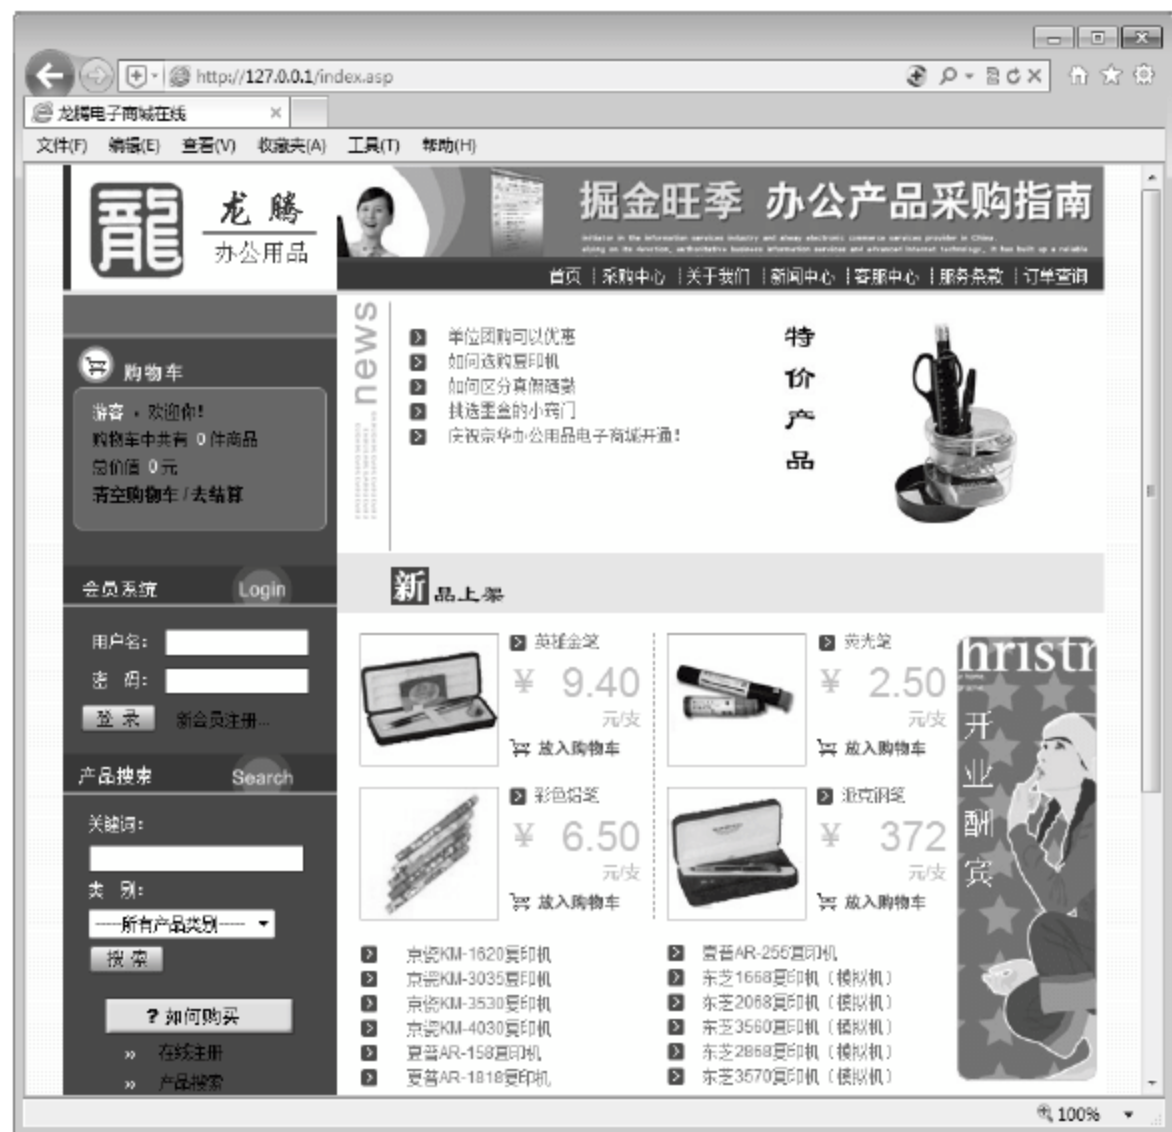 http://127.0.0.1/index.asp
龙腾电子商城在线
文件(F) 编辑(E) 查看(V) 收藏夹(A) 工具(T) 帮助(H)
龍
龙腾
办公用品
掘金旺季 办公产品采购指南
initiator in the information services industry and alway electronic commerce services provider in China.
首页 | 采购中心 | 关于我们 | 新闻中心 | 客服中心 | 服务条款 | 订单查询
购物车
游客，欢迎你!
购物车中共有 0 件商品
总价值 0 元
清空购物车 / 去结算
news
单位团购可以优惠
如何选购复印机
如何区分真假硒鼓
挑选墨盒的小窍门
庆祝京华办公用品电子商城开通!
特价产品
会员系统 Login
用户名:
密 码:
登 录 新会员注册...
产品搜索 Search
关键词:
类 别:
----所有产品类别----
搜 索
? 如何购买
» 在线注册
» 产品搜索
新品上架
英雄金笔
¥ 9.40
元/支
放入购物车
荧光笔
¥ 2.50
元/支
放入购物车
彩色铅笔
¥ 6.50
元/支
放入购物车
派克钢笔
¥ 372
元/支
放入购物车
hristm
开业酬宾
京瓷KM-1620复印机
京瓷KM-3035复印机
京瓷KM-3530复印机
京瓷KM-4030复印机
夏普AR-158复印机
夏普AR-1818复印机
夏普AR-255复印机
东芝1668复印机（模拟机）
东芝2068复印机（模拟机）
东芝3560复印机（模拟机）
东芝2868复印机（模拟机）
东芝3570复印机（模拟机）
100%